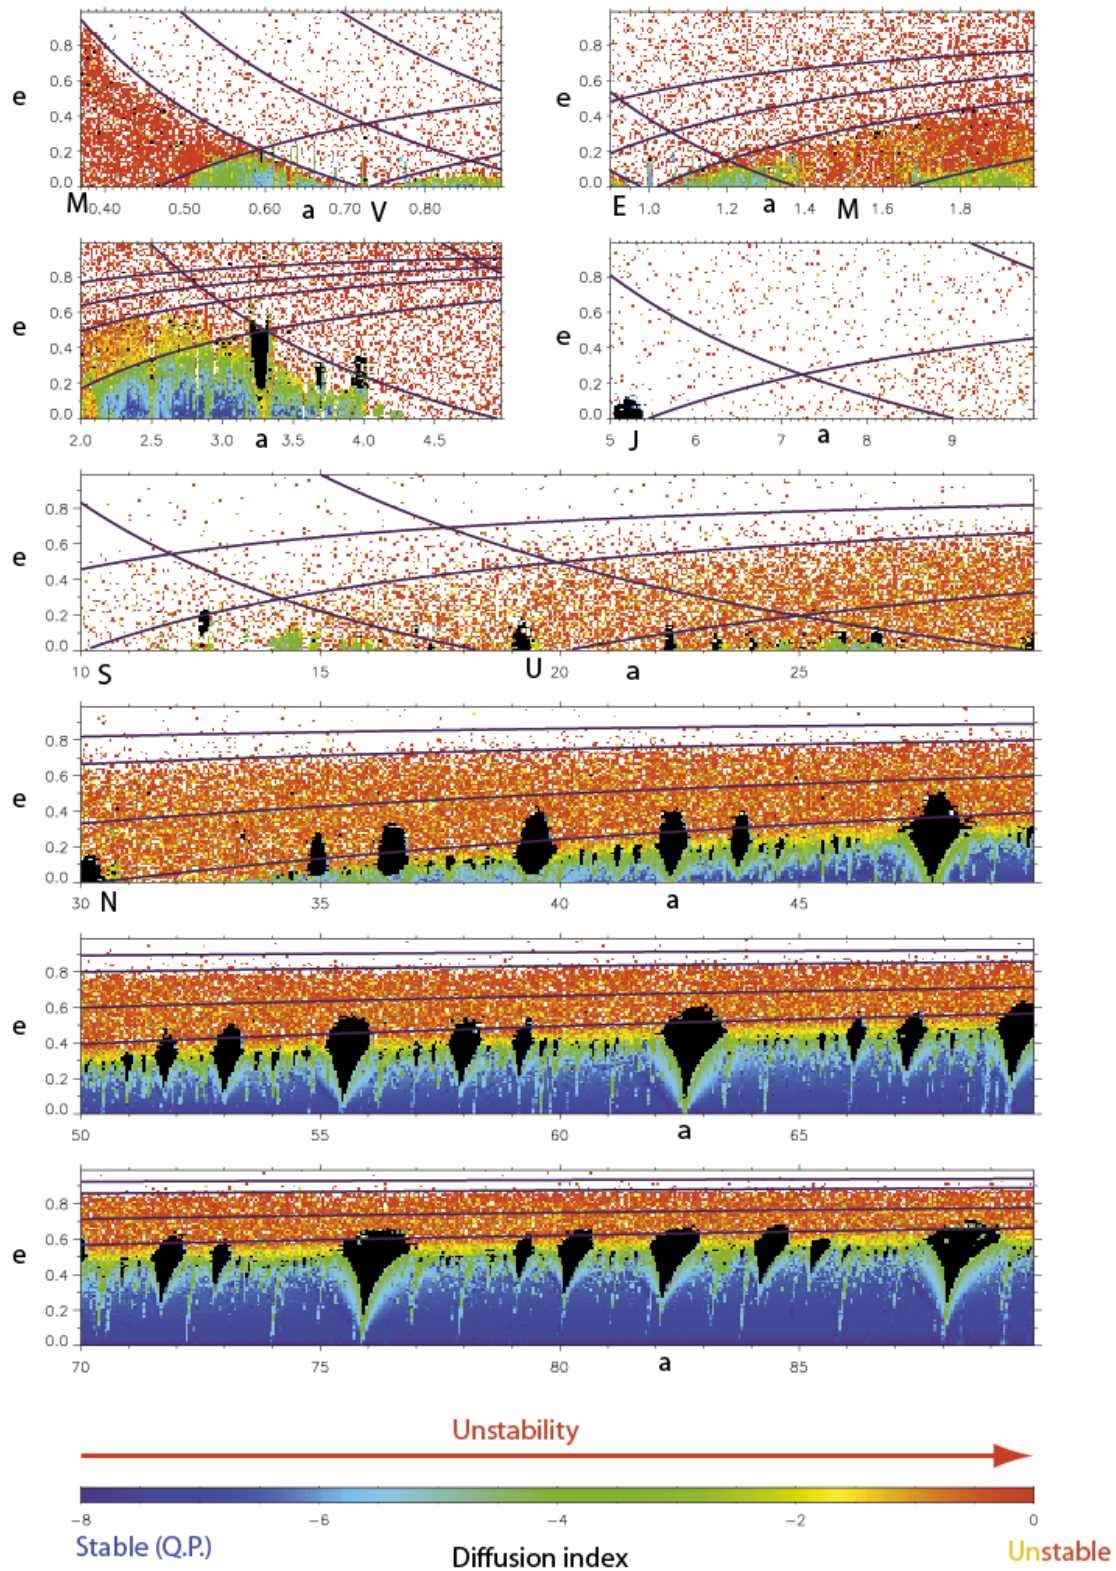 0.8 0.8
0.6 0.6
e e
0.4 0.4
0.2 0.2
0.0 0.0
M 0.40 0.50 0.60 a 0.70 V 0.80 E 1.0 1.2 a 1.4 M 1.6 1.8
0.8 0.8
0.6 0.6
e e
0.4 0.4
0.2 0.2
0.0 0.0
2.0 2.5 3.0 a 3.5 4.0 4.5 5 J 6 7 a 8 9
0.8
0.6
e
0.4
0.2
0.0
10 S 15 U 20 a 25
0.8
0.6
e
0.4
0.2
0.0
30 N 35 40 a 45
0.8
0.6
e
0.4
0.2
0.0
50 55 60 a 65
0.8
0.6
e
0.4
0.2
0.0
70 75 80 a 85
Unstability
-8 -6 -4 -2 0
Stable (Q.P.) Diffusion index Unstable